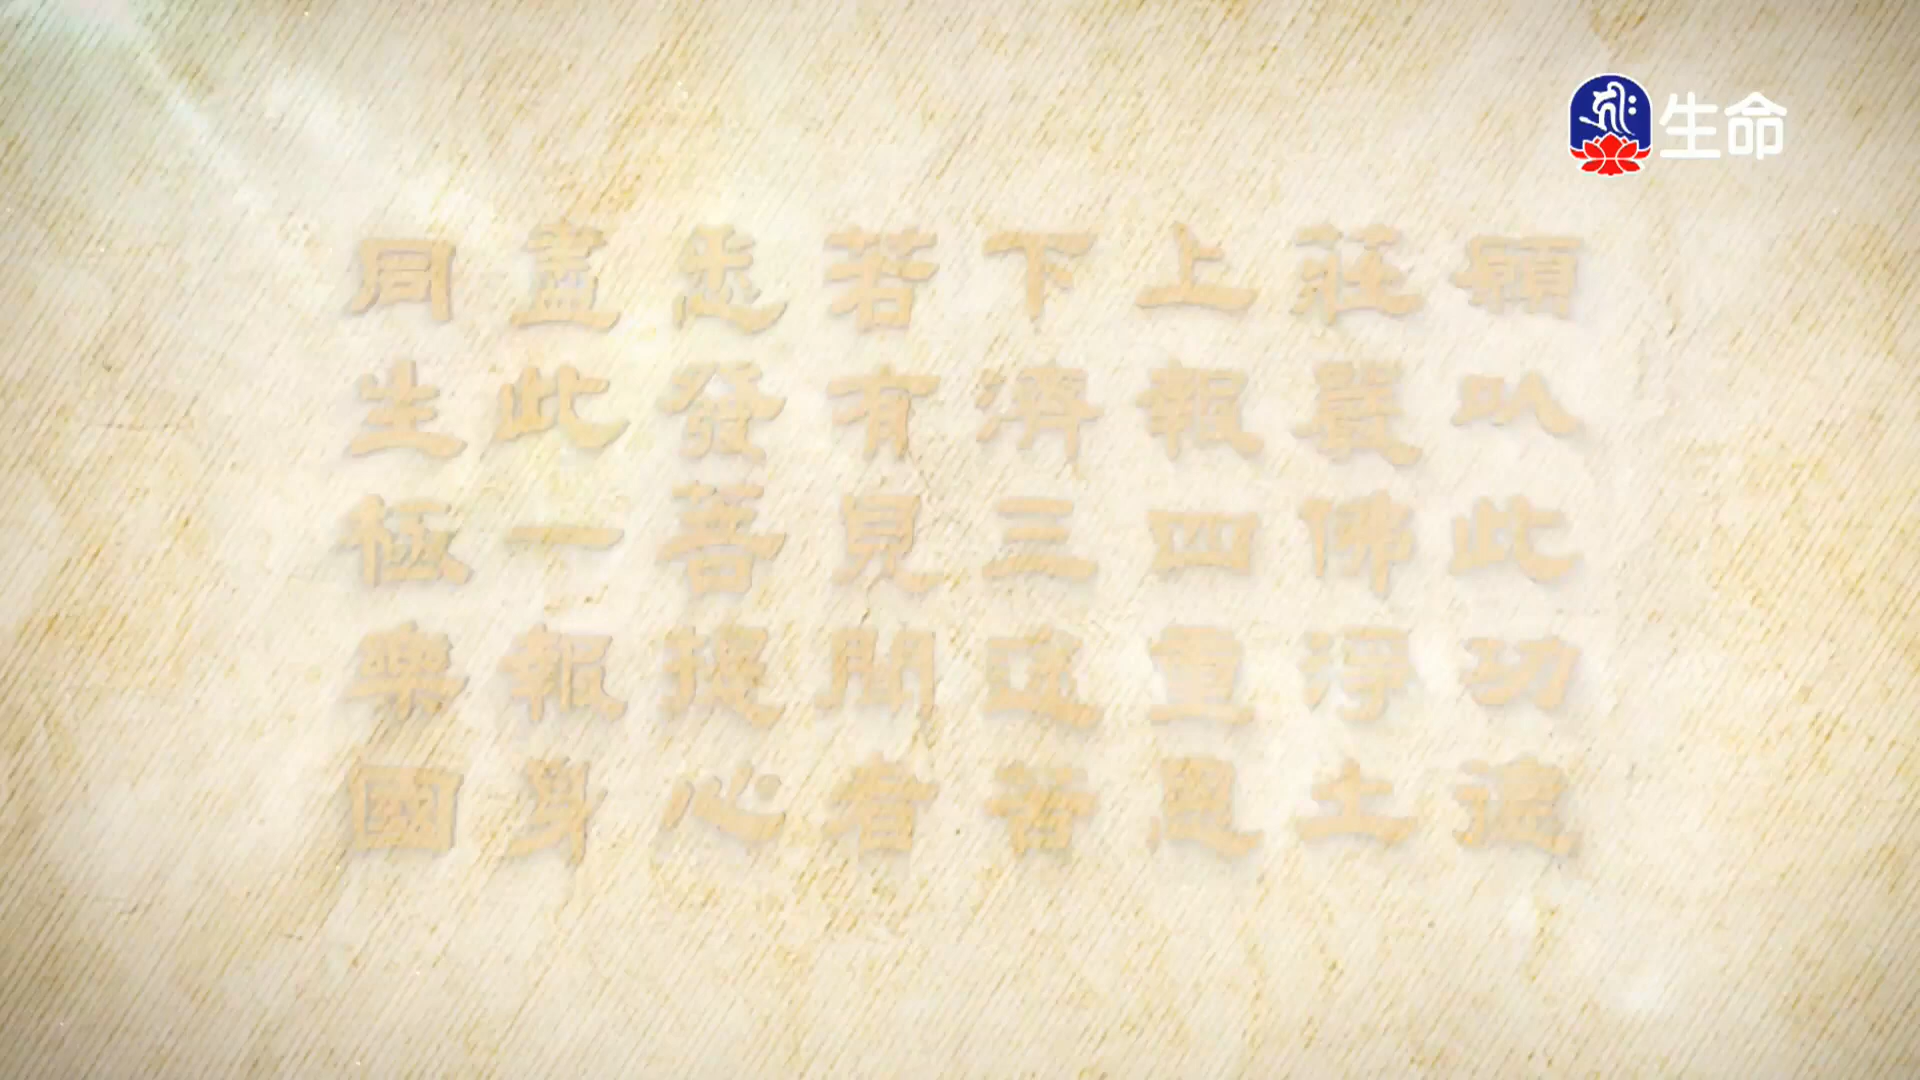 生命
願以此功德
莊嚴佛淨土
上報四重恩
下濟三途苦
若有見聞者
悉發菩提心
盡此一報身
同生極樂國